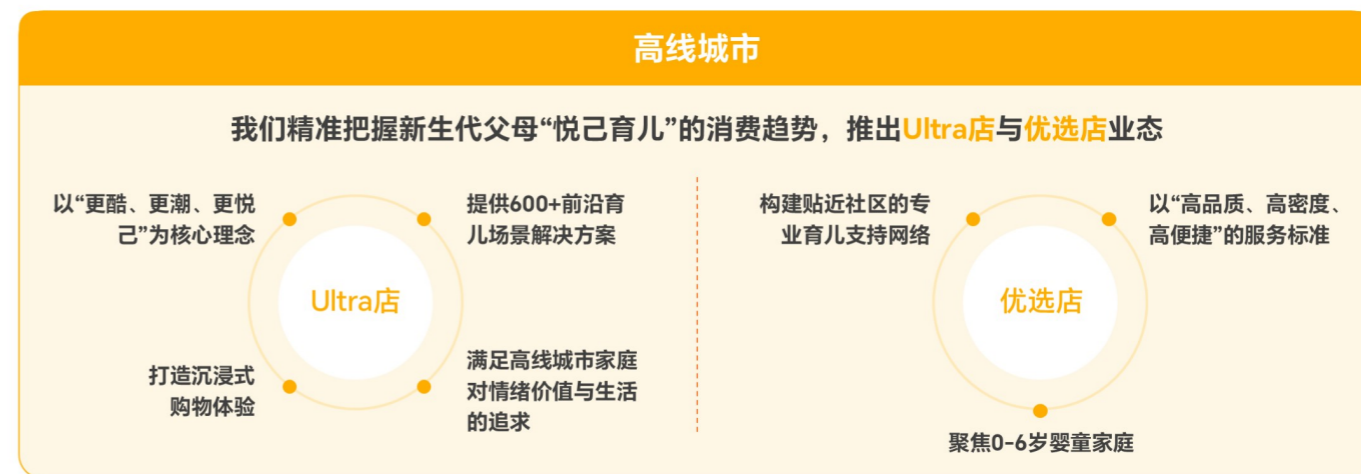 高线城市
我们精准把握新生代父母“悦己育儿”的消费趋势，推出Ultra店与优选店业态
以“更酷、更潮、更悦
己”为核心理念
提供600+前沿育
儿场景解决方案
Ultra店
打造沉浸式
购物体验
满足高线城市家庭
对情绪价值与生活
的追求
构建贴近社区的专
业育儿支持网络
以“高品质、高密度、
高便捷”的服务标准
优选店
聚焦0-6岁婴童家庭